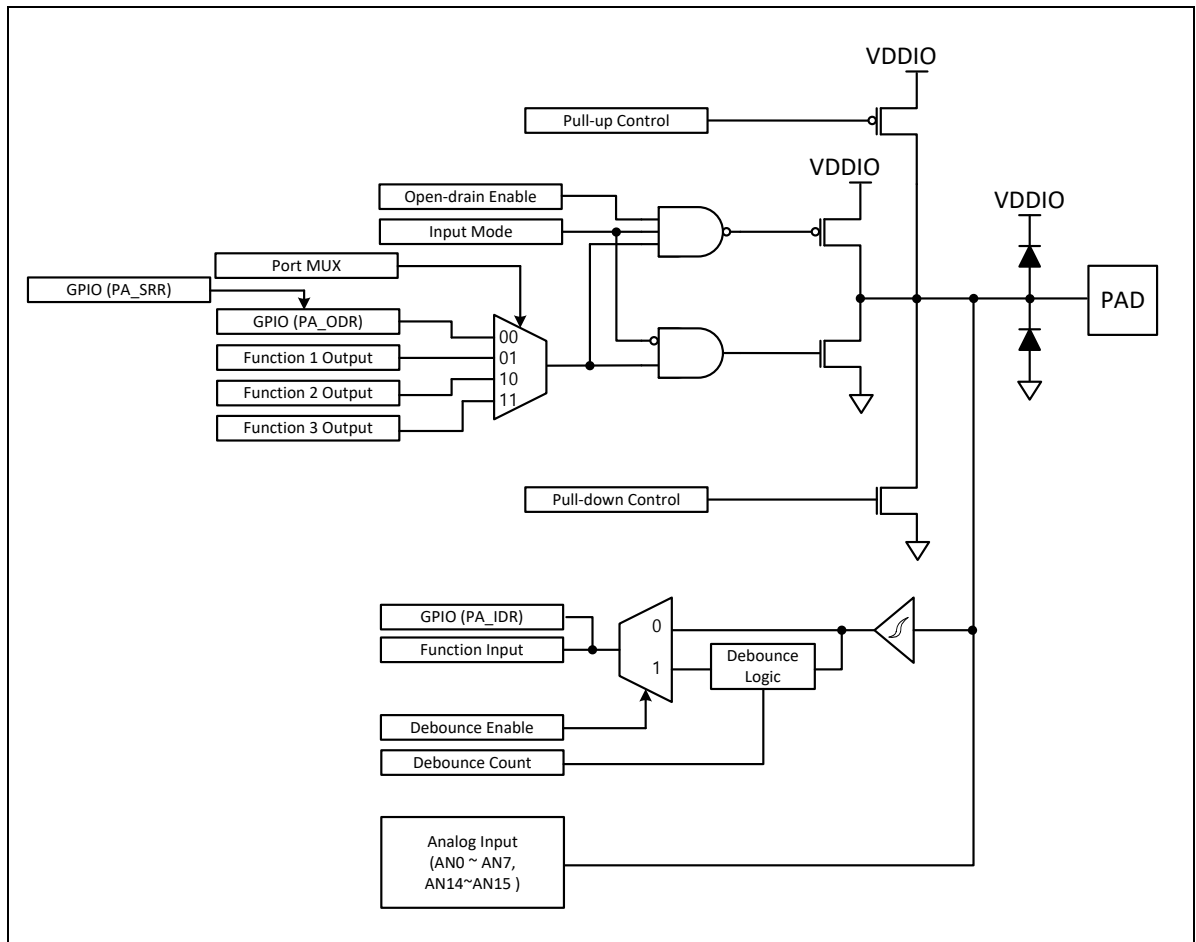 VDDIO
Pull-up Control
VDDIO
Open-drain Enable
VDDIO
Input Mode
Port MUX
GPIO (PA_SRR)
PAD
GPIO (PA_ODR)
00
Function 1 Output
01
Function 2 Output
10
11
Function 3 Output
Pull-down Control
GPIO (PA_IDR)
0
Function Input
Debounce
Logic
1
Debounce Enable
Debounce Count
Analog Input
(AN0 ~ AN7,
AN14~AN15 )